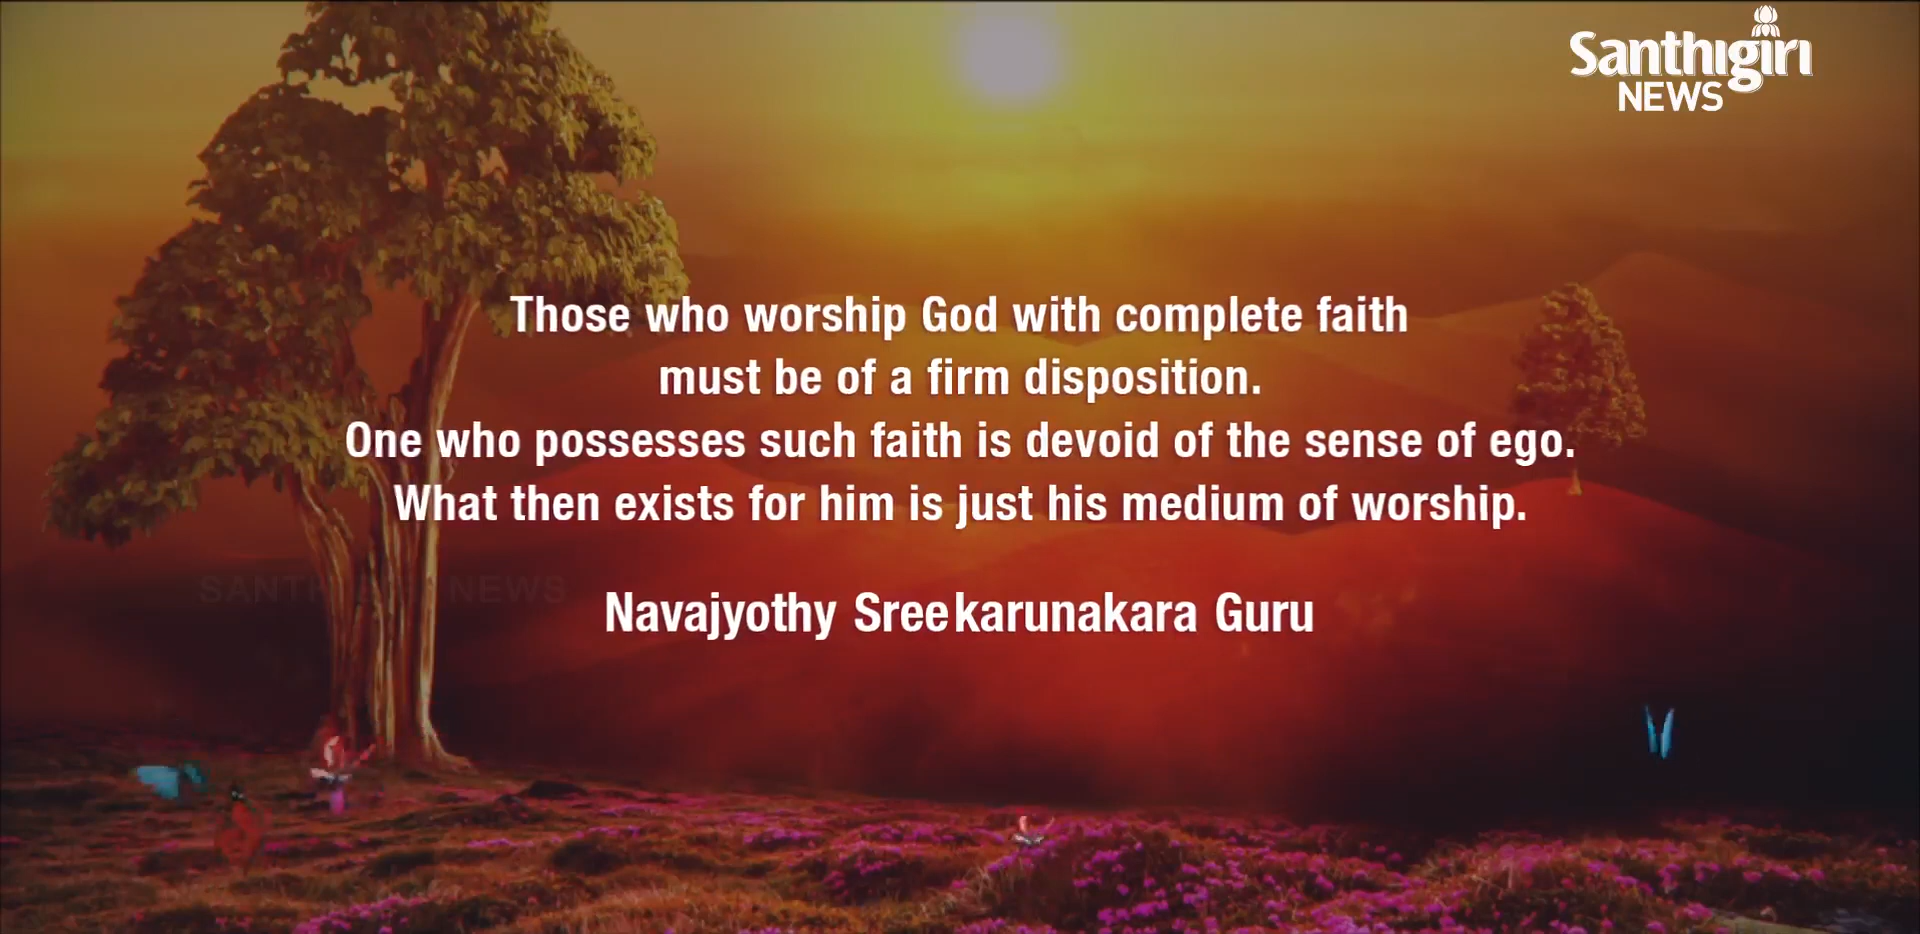 Santhigiri
NEWS
Those who worship God with complete faith
must be of a firm disposition.
One who possesses such faith is devoid of the sense of ego.
What then exists for him is just his medium of worship.
SANTHIGIRI NEWS
Navajyothy Sreekarunakara Guru